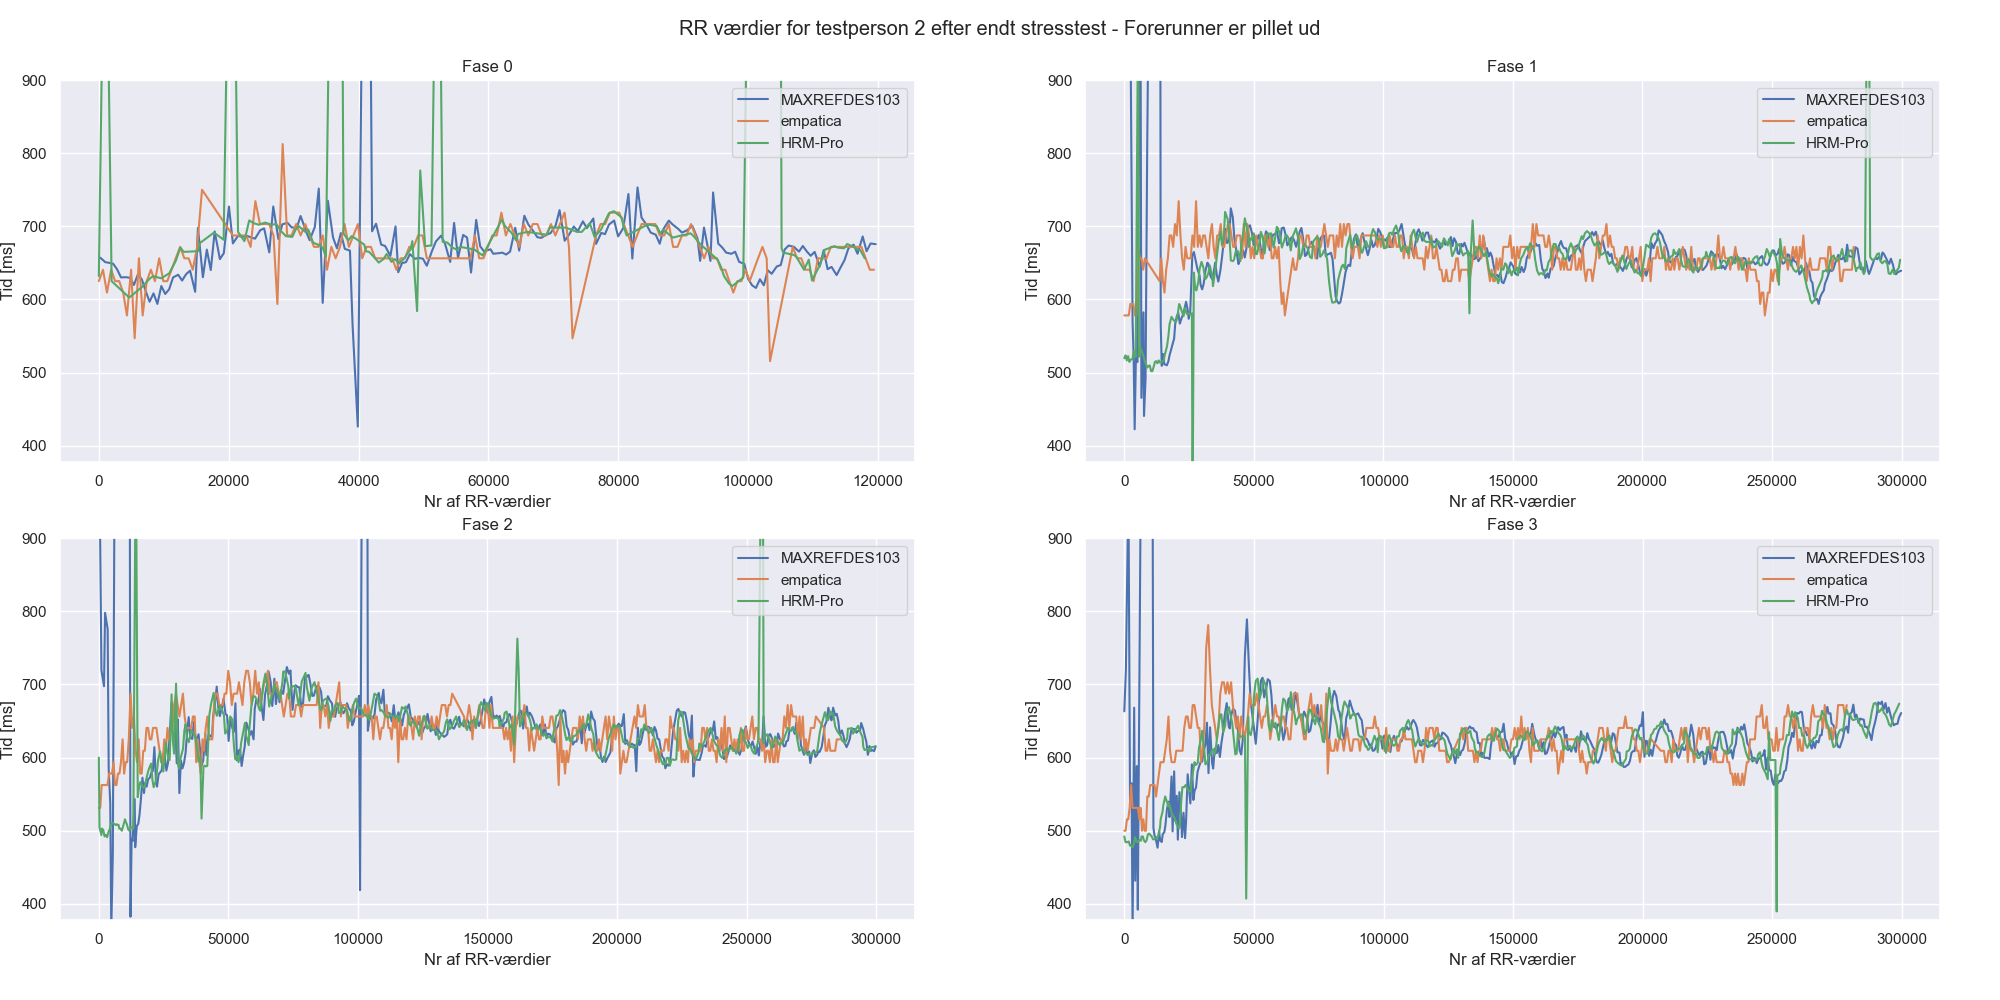 RR værdier for testperson 2 efter endt stresstest - Forerunner er pillet ud
Fase 0
900
800
700
600
500
400
Tid [ms]
MAXREFDES103
empatica
HRM-Pro
0 20000 40000 60000 80000 100000 120000
Nr af RR-værdier
Fase 1
900
800
700
600
500
400
Tid [ms]
MAXREFDES103
empatica
HRM-Pro
0 50000 100000 150000 200000 250000 300000
Nr af RR-værdier
Fase 2
900
800
700
600
500
400
Tid [ms]
MAXREFDES103
empatica
HRM-Pro
0 50000 100000 150000 200000 250000 300000
Nr af RR-værdier
Fase 3
900
800
700
600
500
400
Tid [ms]
MAXREFDES103
empatica
HRM-Pro
0 50000 100000 150000 200000 250000 300000
Nr af RR-værdier